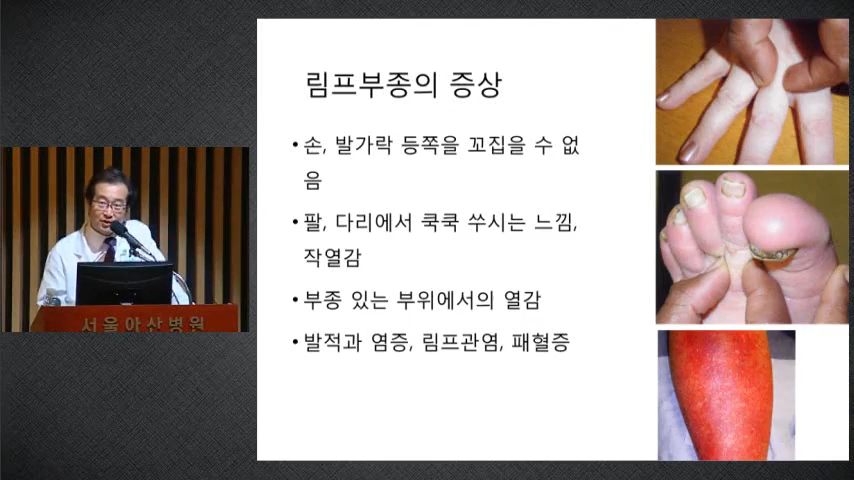 림프부종의 증상
• 손, 발가락 등쪽을 꼬집을 수 없
음
• 팔, 다리에서 쿡쿡 쑤시는 느낌,
작열감
• 부종 있는 부위에서의 열감
• 발적과 염증, 림프관염, 패혈증
서울아산병원